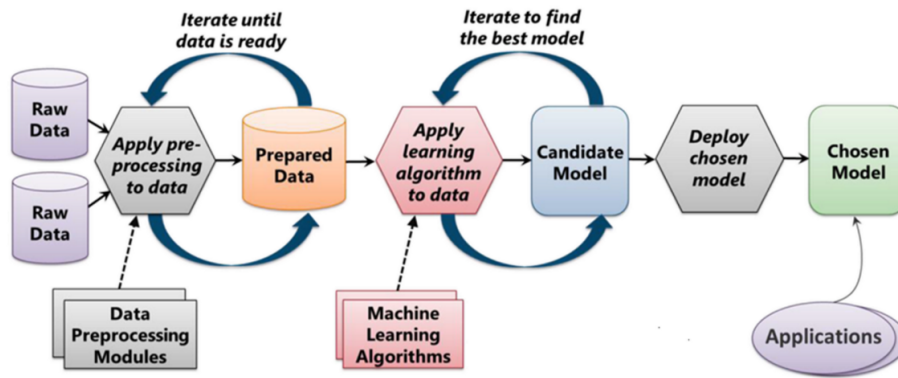 Iterate until
data is ready
Iterate to find
the best model
Raw
Data
Raw
Data
Apply pre-
processing
to data
Prepared
Data
Apply
learning
algorithm
to data
Candidate
Model
Deploy
chosen
model
Chosen
Model
Data
Preprocessing
Modules
Machine
Learning
Algorithms
Applications